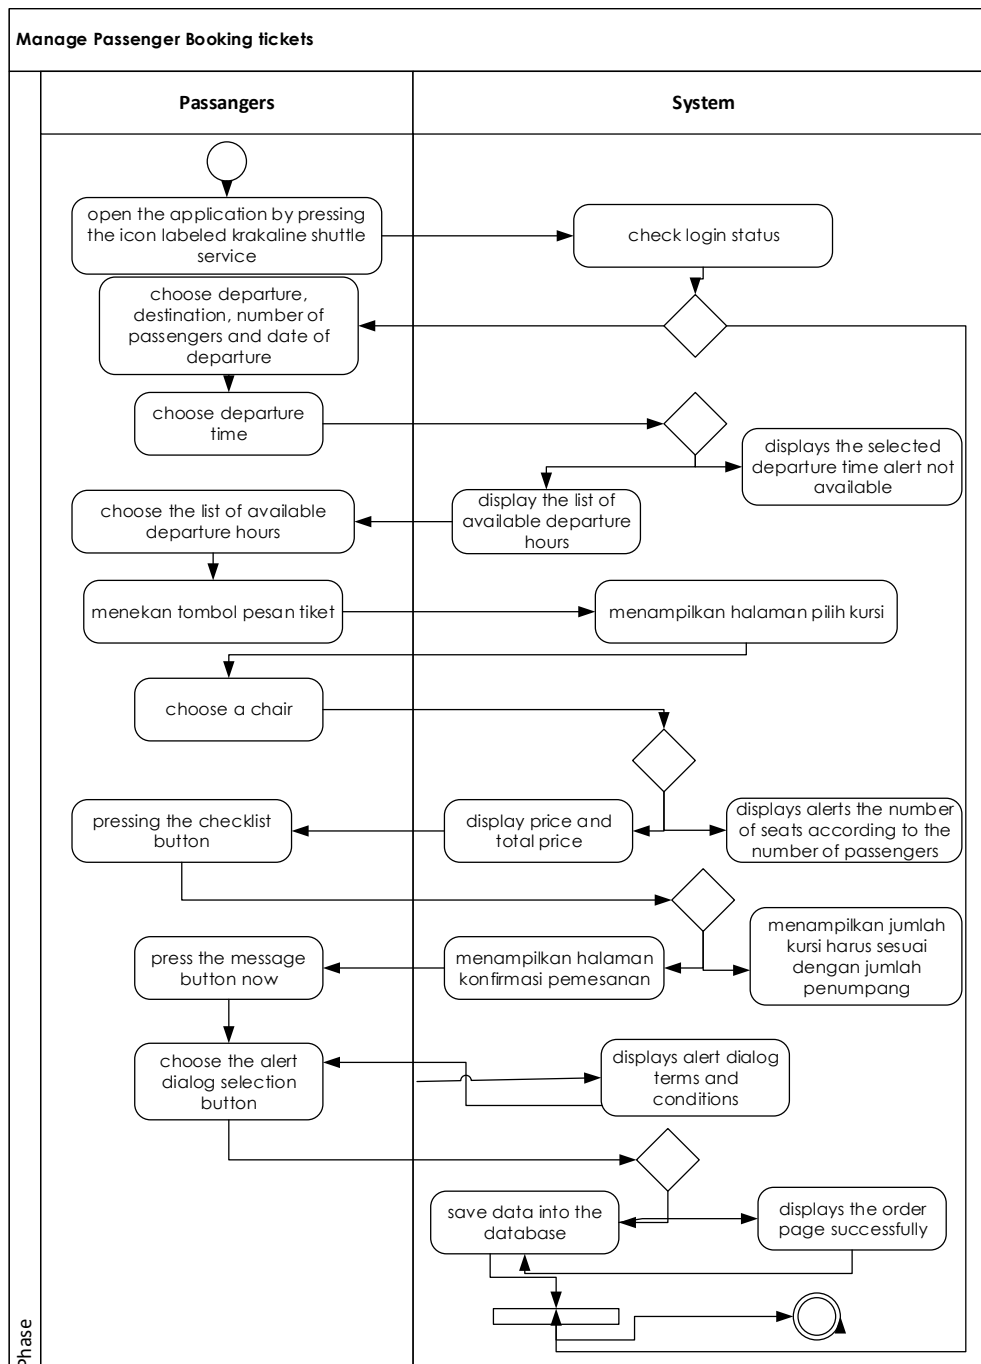 Manage Passenger Booking tickets
Passangers
System
open the application by pressing
the icon labeled krakaline shuttle
service
check login status
choose departure,
destination, number of
passengers and date of
departure
choose departure
time
displays the selected
departure time alert not
available
display the list of
available departure
hours
choose the list of available
departure hours
menekan tombol pesan tiket
menampilkan halaman pilih kursi
choose a chair
pressing the checklist
button
display price and
total price
displays alerts the number
of seats according to the
number of passengers
press the message
button now
menampilkan halaman
konfirmasi pemesanan
menampilkan jumlah
kursi harus sesuai
dengan jumlah
penumpang
choose the alert
dialog selection
button
displays alert dialog
terms and
conditions
save data into the
database
displays the order
page successfully
Phase